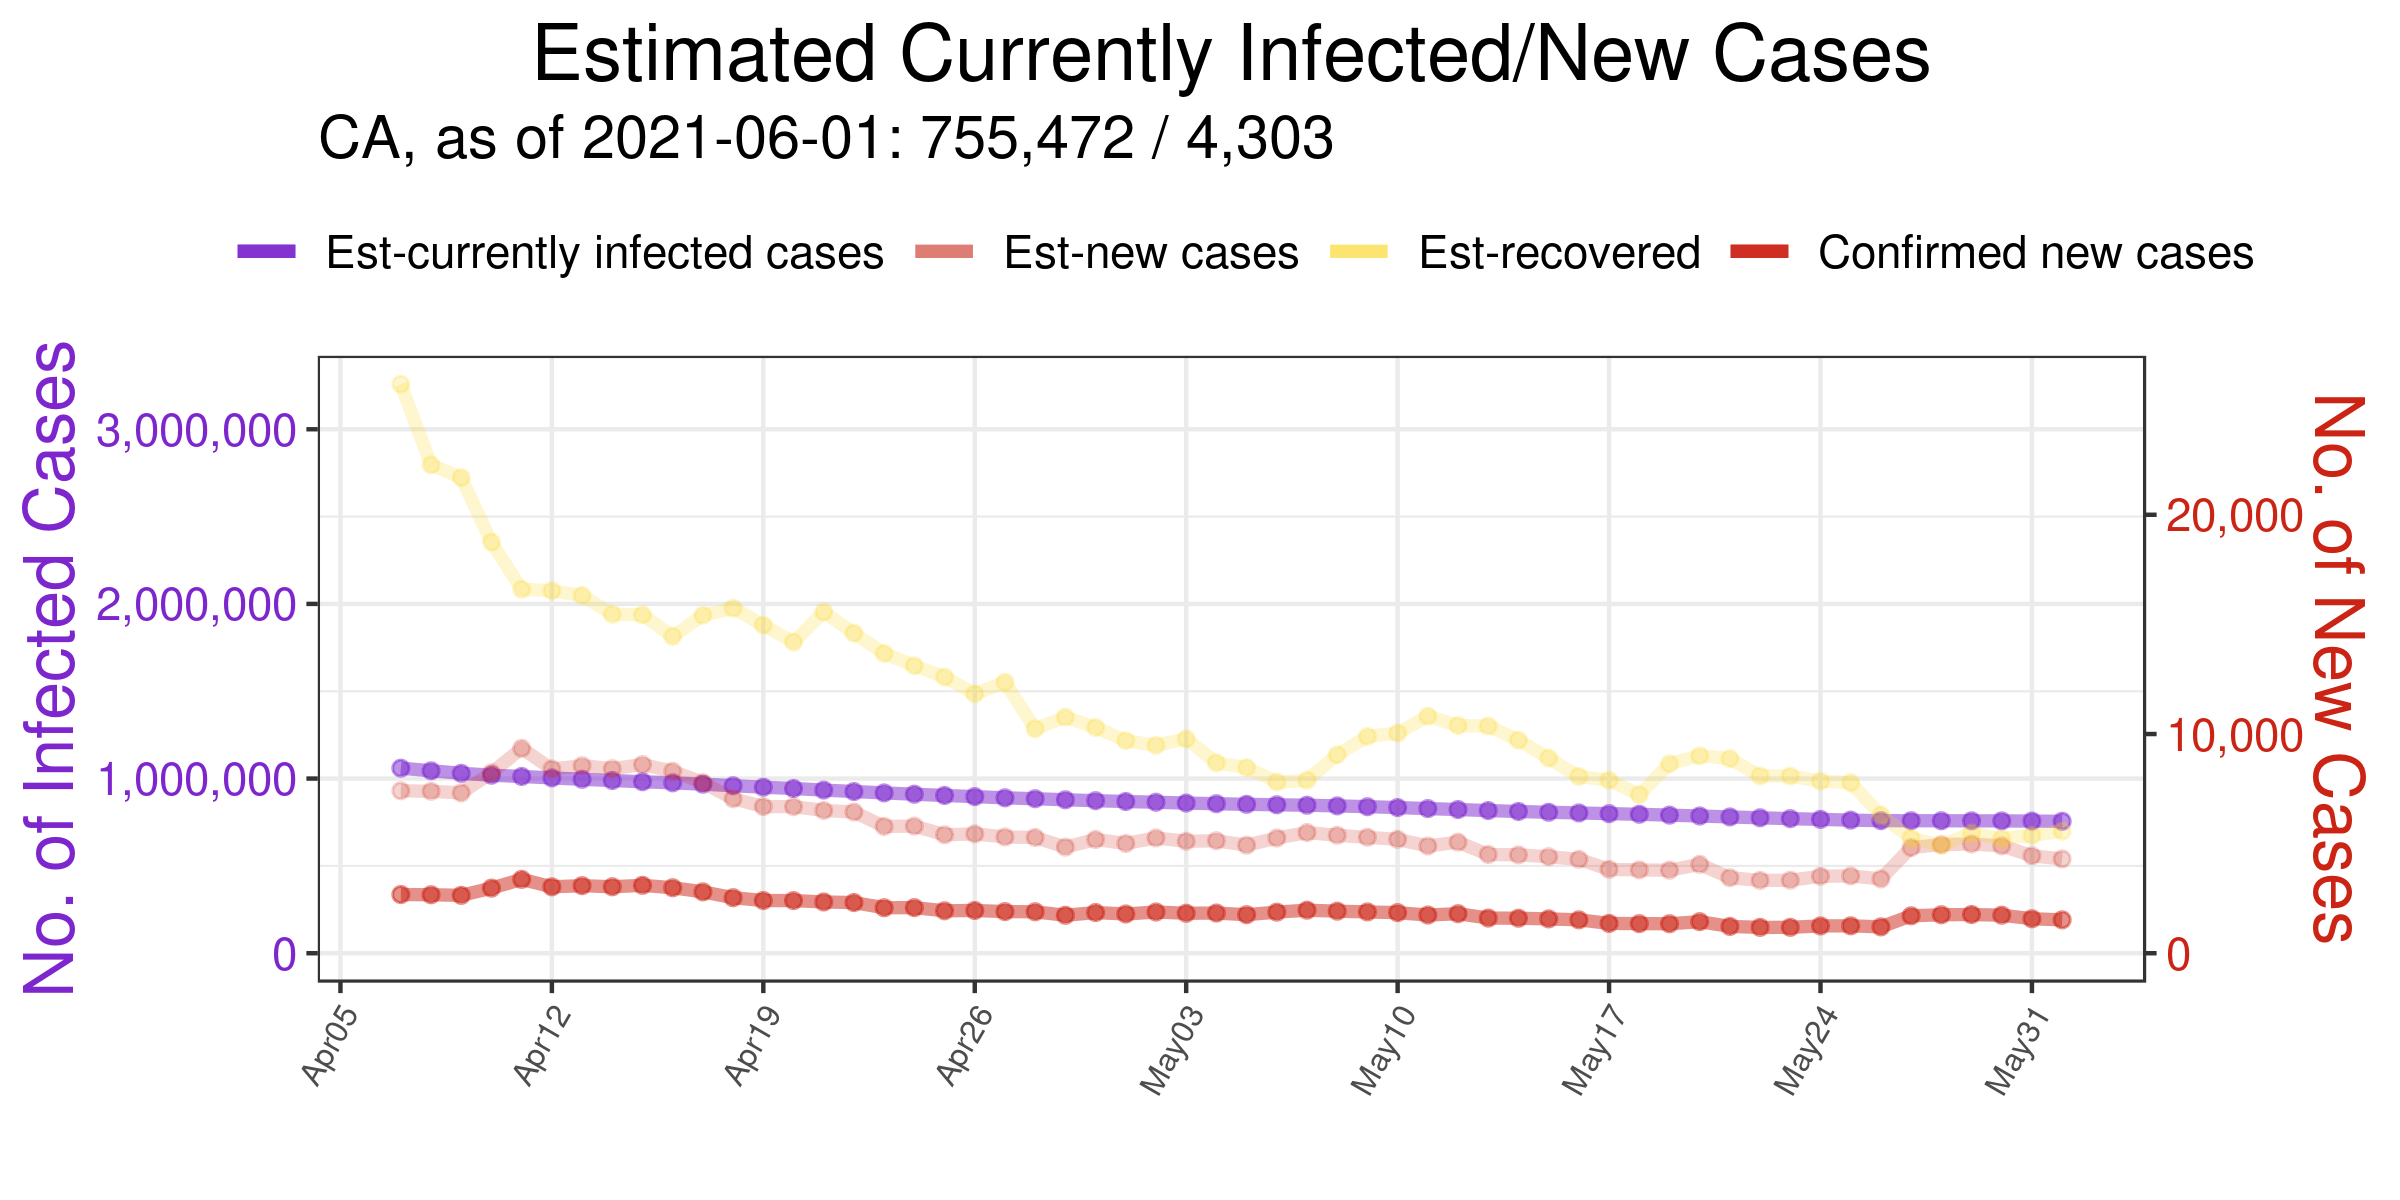 Estimated Currently Infected/New Cases
CA, as of 2021-06-01: 755,472 / 4,303
Est-currently infected cases Est-new cases Est-recovered Confirmed new cases
No. of Infected Cases
3,000,000
2,000,000
1,000,000
0
20,000
10,000
0
No. of New Cases
Apr05 Apr12 Apr19 Apr26 May03 May10 May17 May24 May31